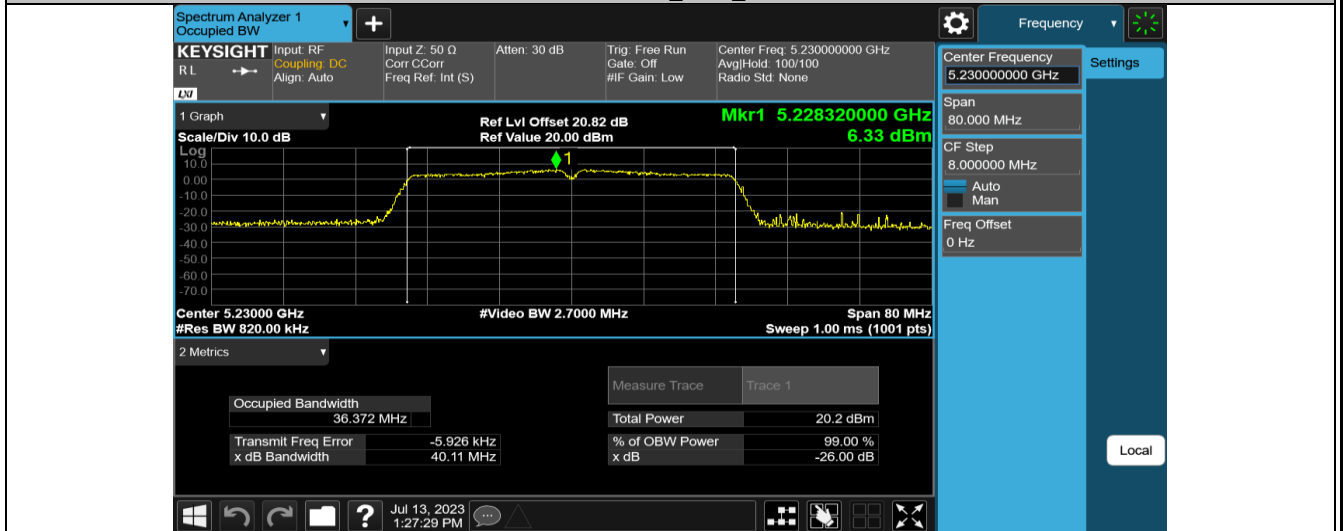 Spectrum Analyzer 1
Occupied BW
Frequency
KEYSIGHT
RL
LXI
Input: RF
Coupling: DC
Align: Auto
Input Z: 50 Ω
Corr CCorr
Freq Ref: Int (S)
Atten: 30 dB
Trig: Free Run
Gate: Off
#IF Gain: Low
Center Freq: 5.230000000 GHz
Avg|Hold: 100/100
Radio Std: None
Center Frequency
5.230000000 GHz
Settings
Span
80.000 MHz
CF Step
8.000000 MHz
Auto
Man
Freq Offset
0 Hz
Local
1 Graph
Scale/Div 10.0 dB
Ref Lvl Offset 20.82 dB
Ref Value 20.00 dBm
Mkr1 5.228320000 GHz
6.33 dBm
Log
1
10.0
0.00
-10.0
-20.0
-30.0
-40.0
-50.0
-60.0
-70.0
Center 5.23000 GHz
#Video BW 2.7000 MHz
Span 80 MHz
#Res BW 820.00 kHz
Sweep 1.00 ms (1001 pts)
2 Metrics
Measure Trace Trace 1
Occupied Bandwidth
36.372 MHz
Total Power 20.2 dBm
Transmit Freq Error -5.926 kHz
% of OBW Power 99.00 %
x dB Bandwidth 40.11 MHz
x dB -26.00 dB
?
Jul 13, 2023
1:27:29 PM